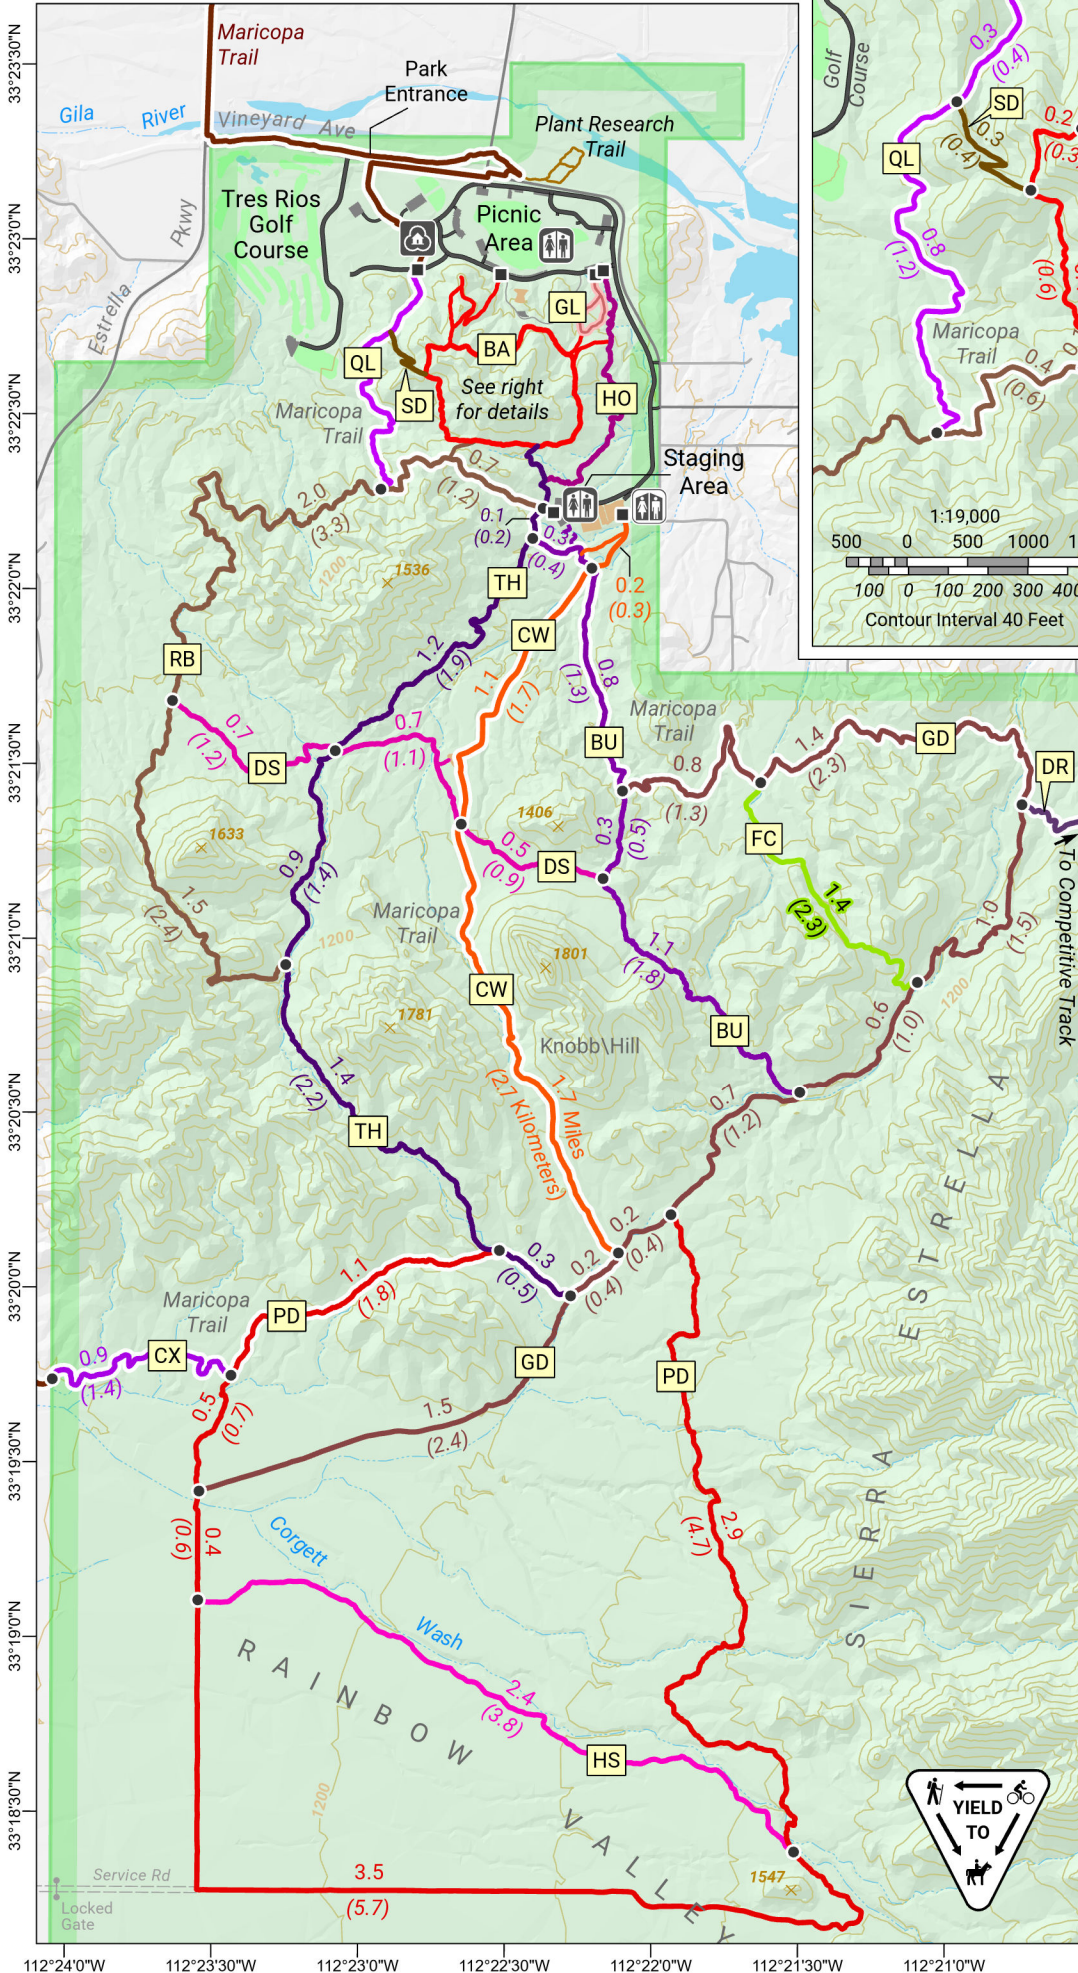 33°23'30"N
33°23'0"N
33°22'30"N
33°22'0"N
33°21'30"N
33°21'0"N
33°20'30"N
33°20'0"N
33°19'30"N
33°19'0"N
33°18'30"N
Maricopa
Trail
Park
Entrance
Gila
River
Vineyard Ave
Plant Research
Trail
Pkwy
Estrella
Tres Rios
Golf
Course
Picnic
Area
GL
BA
QL
SD
See right
for details
HO
Maricopa
Trail
Staging
Area
0.7
(1.2)
2.0
(3.3)
0.1
(0.2)
0.3
(0.4)
1200
1536
TH
0.2
(0.3)
CW
RB
1.2
(1.9)
1.1
(1.7)
0.8
(1.3)
Maricopa
Trail
0.7
(1.2)
DS
0.7
(1.1)
BU
0.8
(1.3)
1.4
(2.3)
GD
DR
To Competitive Track
1633
1406
0.3
(0.5)
FC
0.5
(0.9)
DS
0.9
(1.4)
1.5
(2.4)
Maricopa
Trail
1200
1.4
(2.3)
1.0
(1.5)
1.1
(1.8)
1801
CW
1781
BU
0.6
(1.0)
1200
Knobb\Hill
1.4
(2.2)
1.7 Miles
(2.7 Kilometers)
0.7
(1.2)
TH
0.2
(0.4)
0.2
(0.4)
0.3
(0.5)
1.1
(1.8)
Maricopa
Trail
PD
CX
0.9
(1.4)
GD
PD
0.5
(0.7)
1.5
(2.4)
2.9
(4.7)
0.4
(0.6)
Corgett
Wash
SIERRA
ESTRELLA
RAINBOW
VALLEY
2.4
(3.8)
HS
1200
1547
Service Rd
Locked
Gate
3.5
(5.7)
YIELD
TO
112°24'0"W
112°23'30"W
112°23'0"W
112°22'30"W
112°22'0"W
112°21'30"W
112°21'0"W
Golf
Course
0.3
(0.4)
SD
0.3
(0.4)
0.2
QL
0.8
(1.2)
(0.6)
Maricopa
Trail
0.4
(0.6)
1:19,000
500
0
500
1000
100
0
100
200
300
Contour Interval 40 Feet